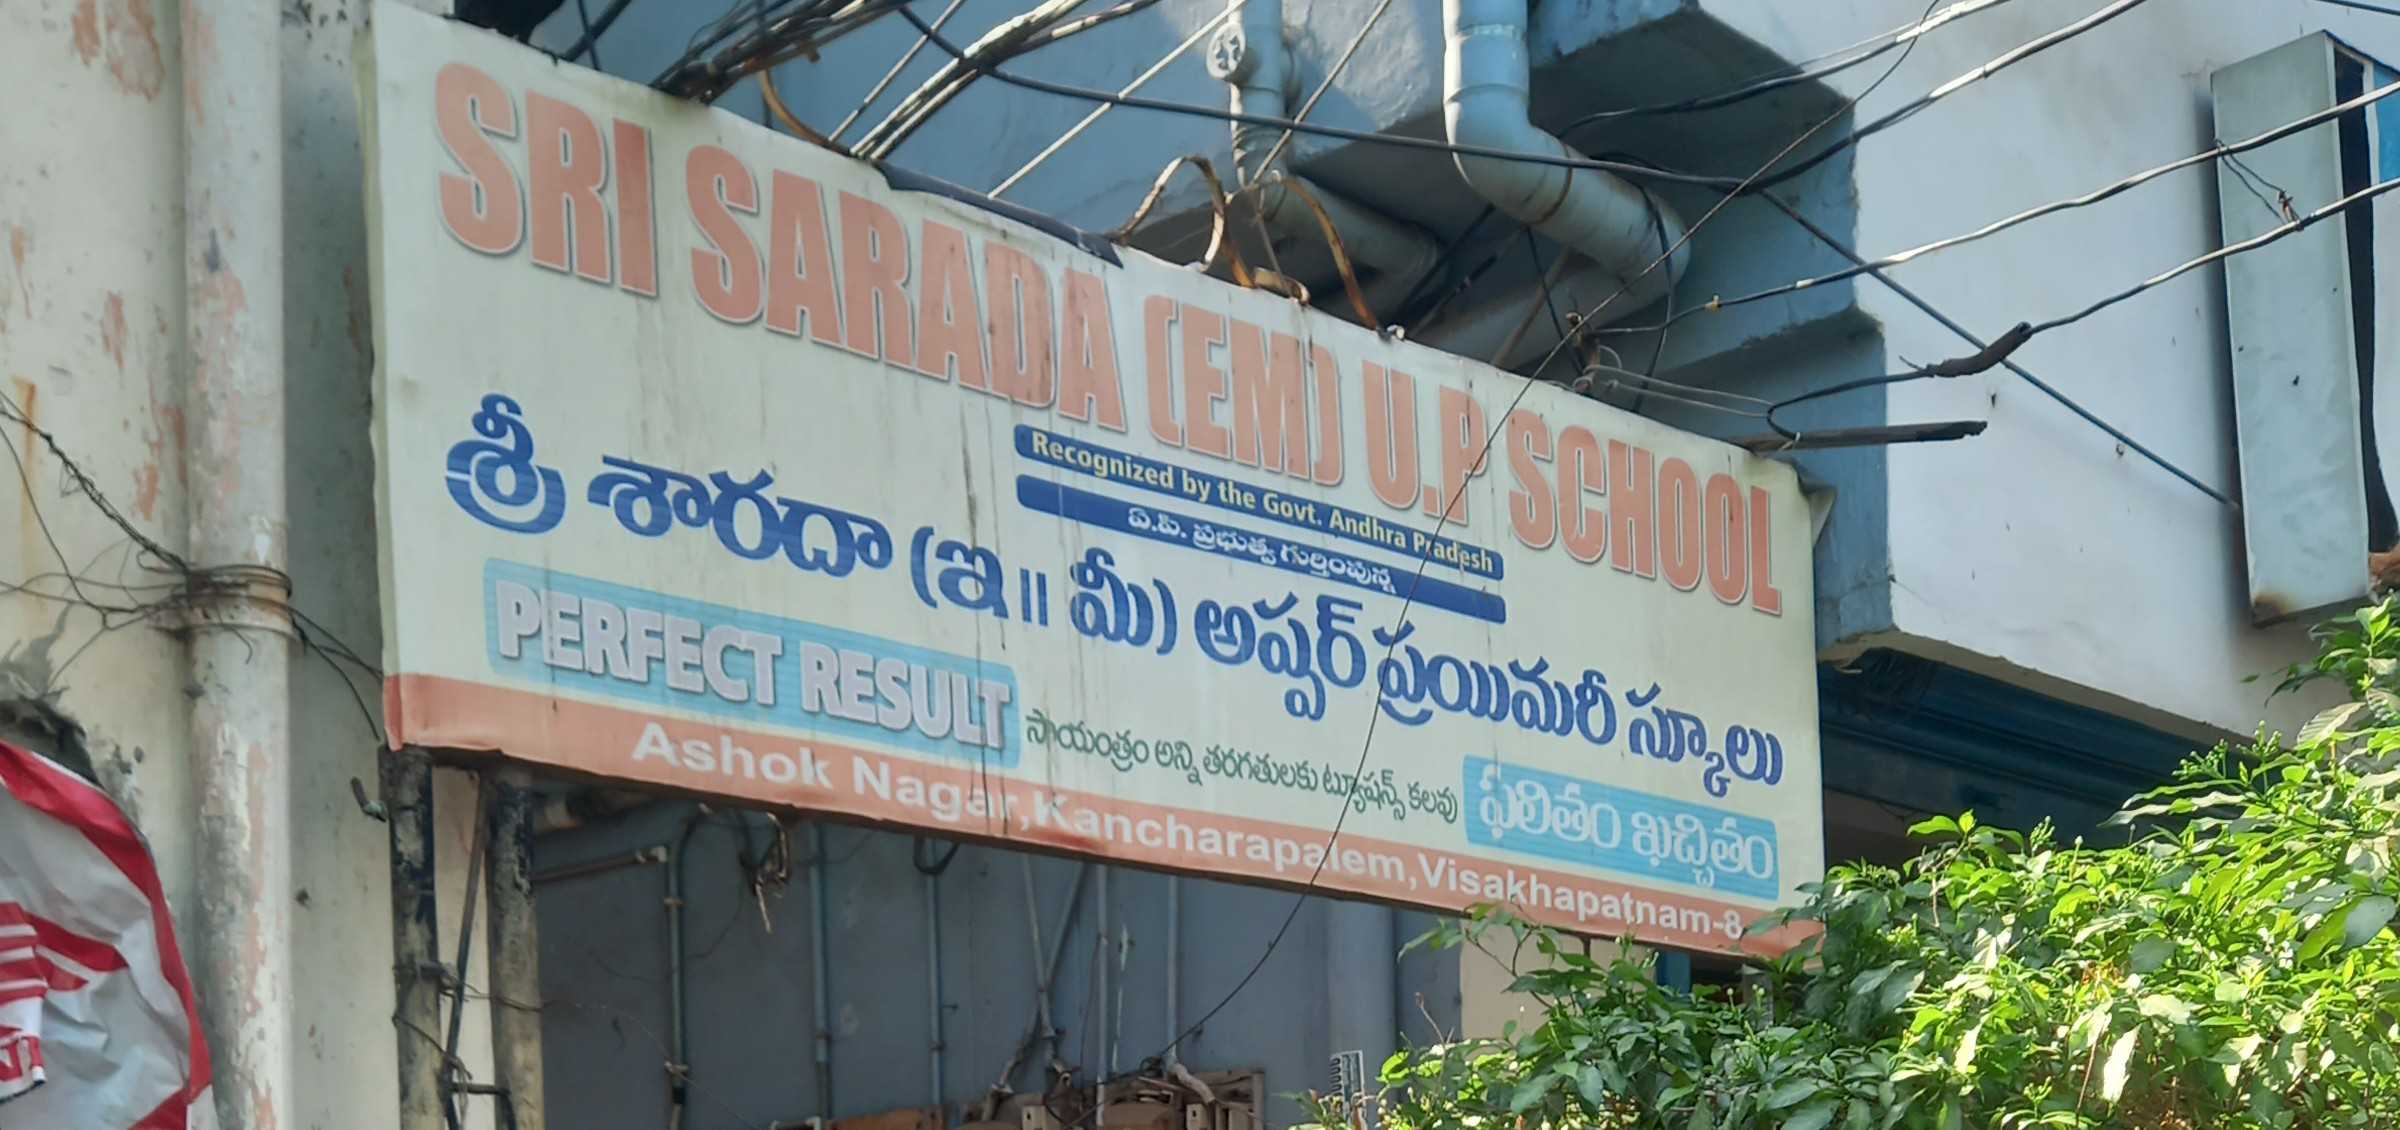 SRI SARADA (EM) U.P SCHOOL
Recognized by the Govt. Andhra Pradesh
ఏ.పి. ప్రభుత్వ గుర్తింపున్న
శ్రీ శారదా (ఇ|| మీ) అప్పర్ ప్రయిమరీ స్కూలు
PERFECT RESULT
సాయంత్రం అన్ని తరగతులకు ట్యూషన్స్ కలవు
ఫలితం ఖచ్చితం
Ashok Nagar,Kancharapalem,Visakhapatnam-8